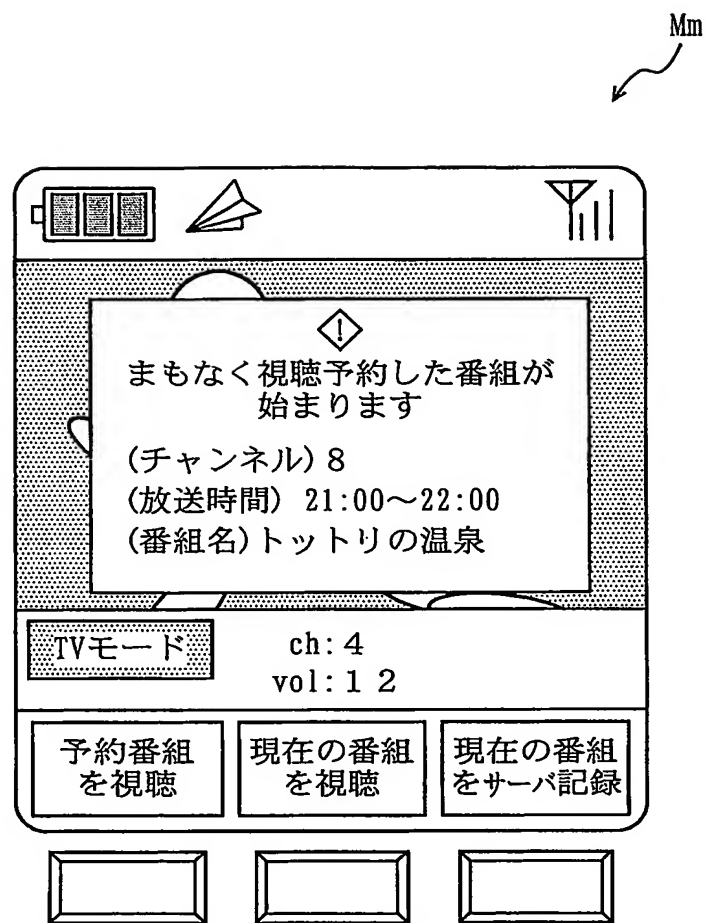 Mm
まもなく視聴予約した番組が
始まります
(チャンネル) 8
(放送時間) 21:00～22:00
(番組名)トットリの温泉
TVモード
ch:4
vol:12
予約番組
を視聴
現在の番組
を視聴
現在の番組
をサーバ記録